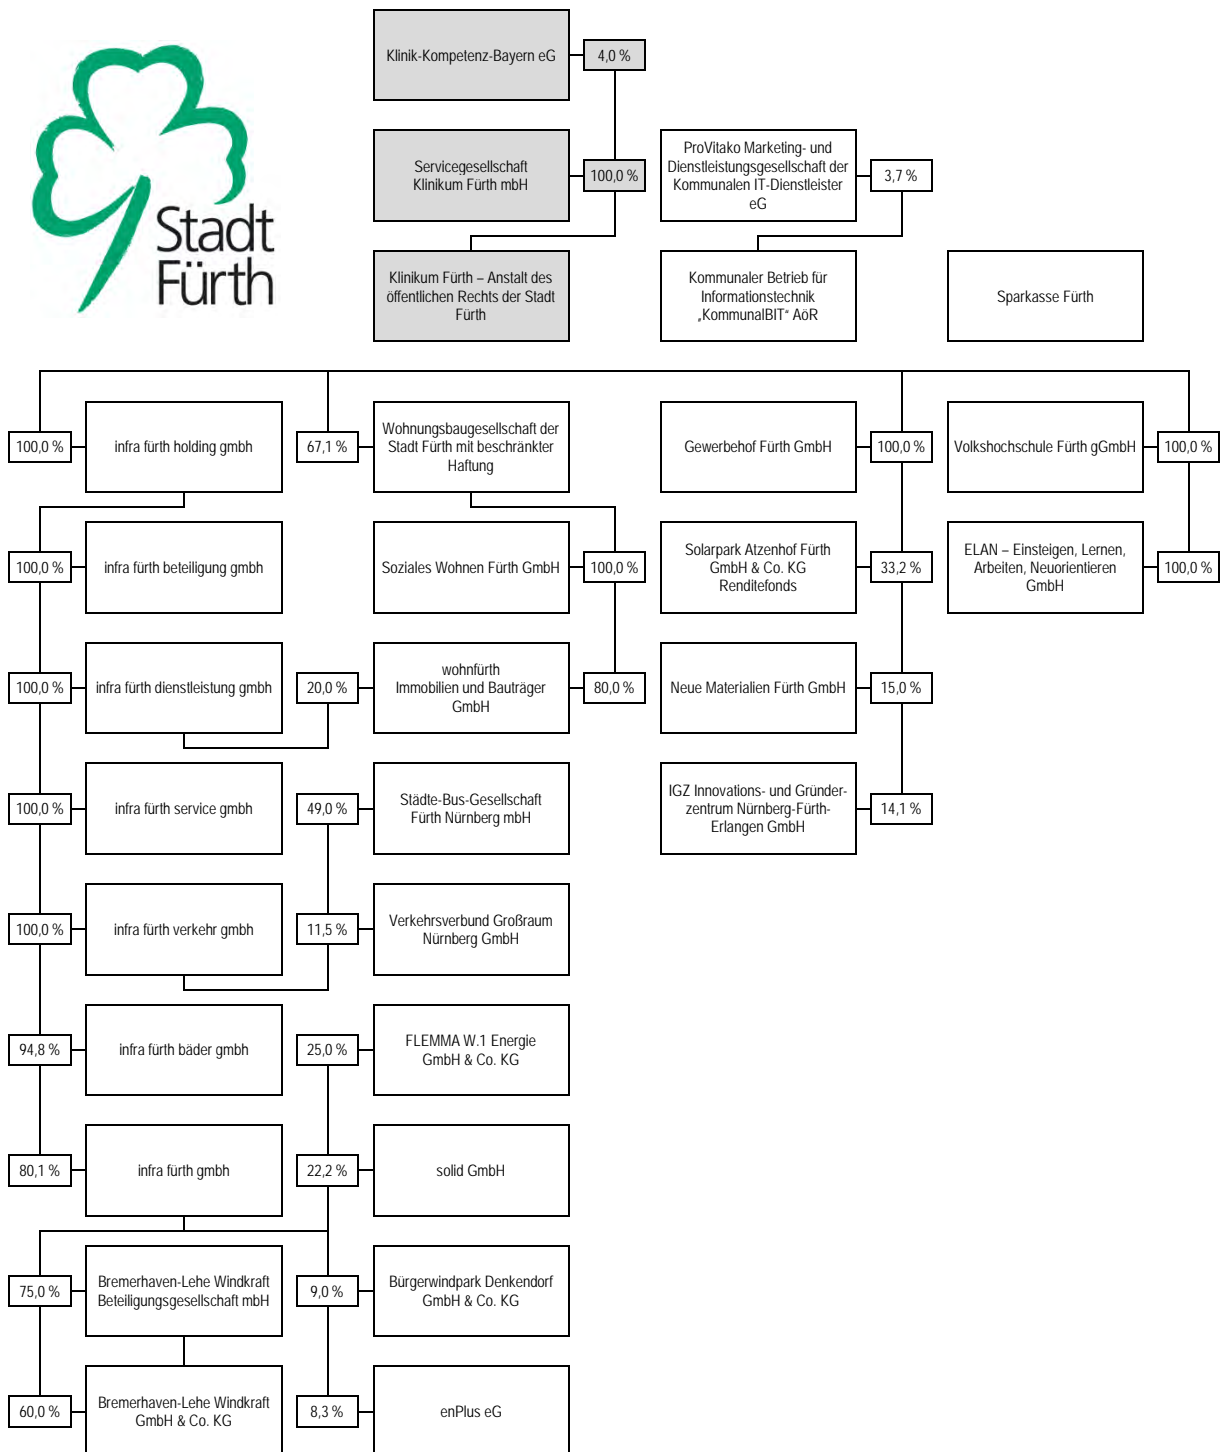 Klinik-Kompetenz-Bayern eG
4,0 %
Stadt
Fürth
Servicegesellschaft
Klinikum Fürth mbH
100,0 %
ProVitako Marketing- und
Dienstleistungsgesellschaft der
Kommunalen IT-Dienstleister
eG
3,7 %
Klinikum Fürth – Anstalt des
öffentlichen Rechts der Stadt
Fürth
Kommunaler Betrieb für
Informationstechnik
„KommunalBIT“ AöR
Sparkasse Fürth
100,0 %
infra fürth holding gmbh
67,1 %
Wohnungsbaugesellschaft der
Stadt Fürth mit beschränkter
Haftung
Gewerbehof Fürth GmbH
100,0 %
Volkshochschule Fürth gGmbH
100,0 %
100,0 %
infra fürth beteiligung gmbh
Soziales Wohnen Fürth GmbH
100,0 %
Solarpark Atzenhof Fürth
GmbH & Co. KG
Renditefonds
33,2 %
ELAN – Einsteigen, Lernen,
Arbeiten, Neuorientieren
GmbH
100,0 %
100,0 %
infra fürth dienstleistung gmbh
20,0 %
wohnfürth
Immobilien und Bauträger
GmbH
80,0 %
Neue Materialien Fürth GmbH
15,0 %
100,0 %
infra fürth service gmbh
49,0 %
Städte-Bus-Gesellschaft
Fürth Nürnberg mbH
IGZ Innovations- und Gründer-
zentrum Nürnberg-Fürth-
Erlangen GmbH
14,1 %
100,0 %
infra fürth verkehr gmbh
11,5 %
Verkehrsverbund Großraum
Nürnberg GmbH
94,8 %
infra fürth bäder gmbh
25,0 %
FLEMMA W.1 Energie
GmbH & Co. KG
80,1 %
infra fürth gmbh
22,2 %
solid GmbH
75,0 %
Bremerhaven-Lehe Windkraft
Beteiligungsgesellschaft mbH
9,0 %
Bürgerwindpark Denkendorf
GmbH & Co. KG
60,0 %
Bremerhaven-Lehe Windkraft
GmbH & Co. KG
8,3 %
enPlus eG